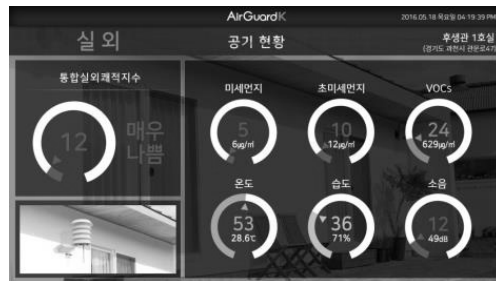 AirGuard K
2016.05.18 목요일 04:19:39 PM
실외
공기 현황
후생관 1호실
(경기도 과천시 관문로47)
통합실외쾌적지수
12
매우
나쁨
미세먼지
5
6μg/㎥
초미세먼지
10
12μg/㎥
VOCs
24
629μg/㎥
온도
53
28.6℃
습도
36
71%
소음
12
49dB